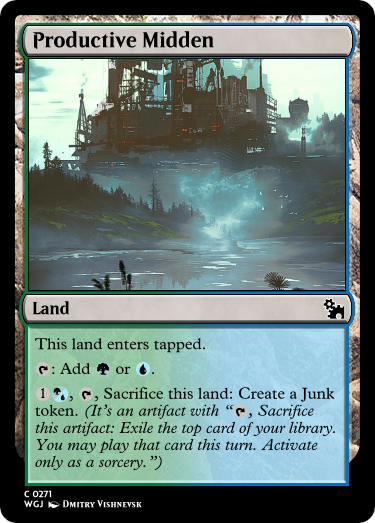 Productive Midden
Land
This land enters tapped.
: Add or .
1 , , Sacrifice this land: Create a Junk
token. (It's an artifact with “ , Sacrifice
this artifact: Exile the top card of your library.
You may play that card this turn. Activate
only as a sorcery.”)
C 0271
WGJ Dmitry Vishnevsk